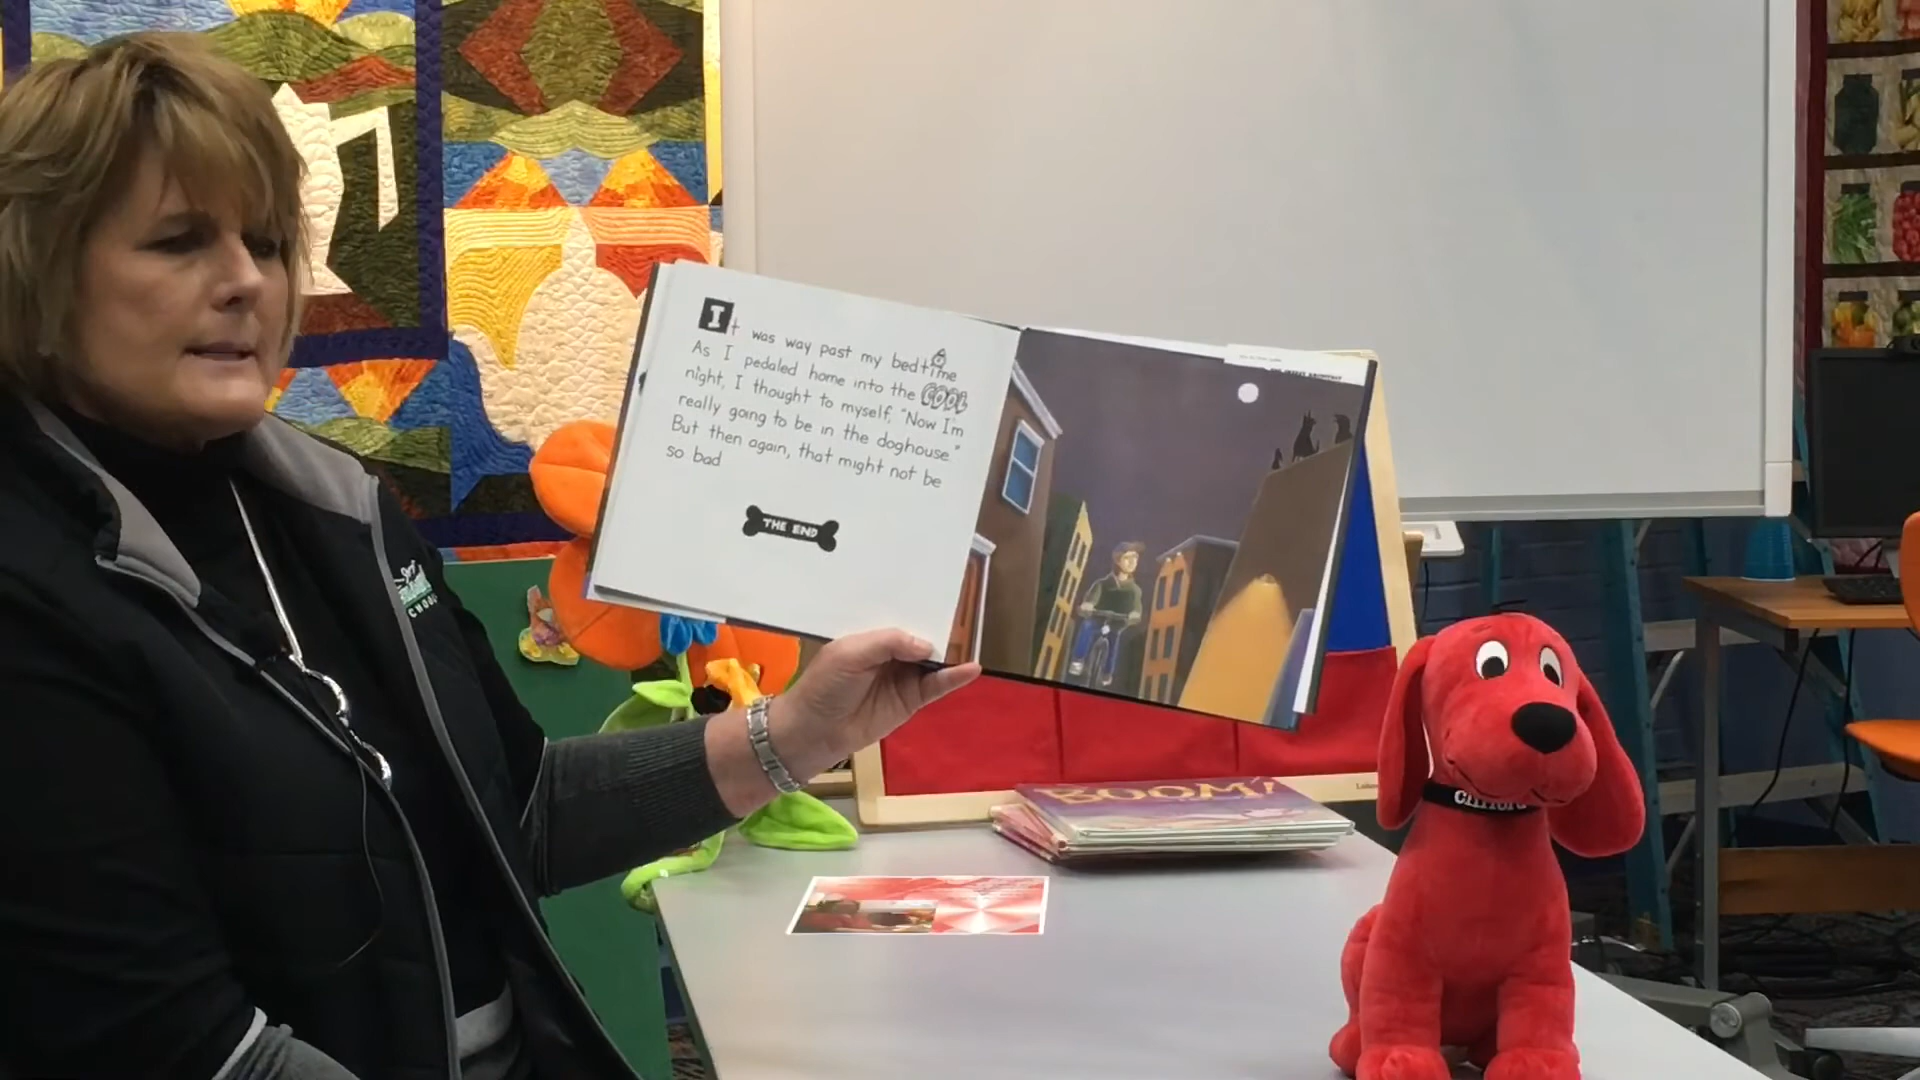 It was way past my bedtime
As I pedaled home into the COOL
night, I thought to myself, "Now I'm
really going to be in the doghouse."
But then again, that might not be
so bad
THE END
BOOM!
Clifford